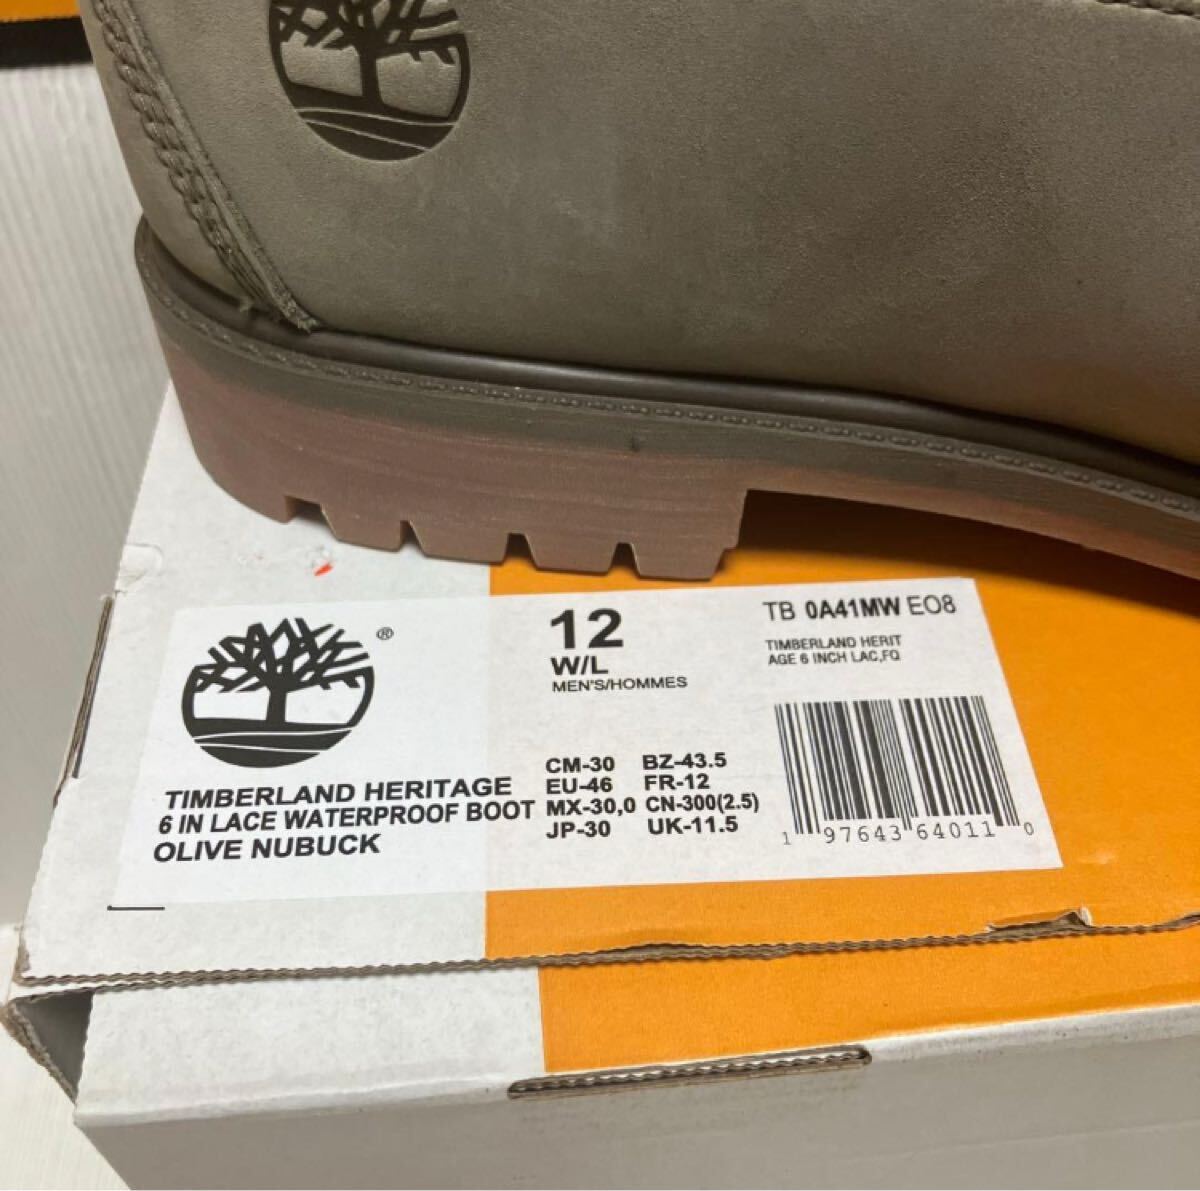 ®
12
W/L
MEN'S/HOMMES
TB 0A41MW EO8
TIMBERLAND HERIT
AGE 6 INCH LAC,FQ
TIMBERLAND HERITAGE
6 IN LACE WATERPROOF BOOT
OLIVE NUBUCK
CM-30 BZ-43.5
EU-46 FR-12
MX-30,0 CN-300(2.5)
JP-30 UK-11.5
1 97643 64011 0